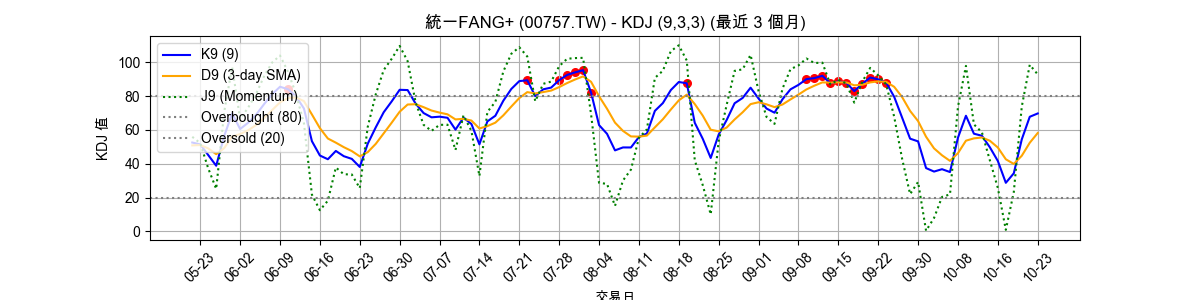 統一FANG+ (00757.TW) - KDJ (9,3,3) (最近 3 個月)
K9 (9)
D9 (3-day SMA)
J9 (Momentum)
Overbought (80)
Oversold (20)
KDJ 值
100
80
60
40
20
0
05-23 06-02 06-09 06-16 06-23 06-30 07-07 07-14 07-21 07-28 08-04 08-11 08-18 08-25 09-01 09-08 09-15 09-22 09-30 10-08 10-16 10-23
交易日